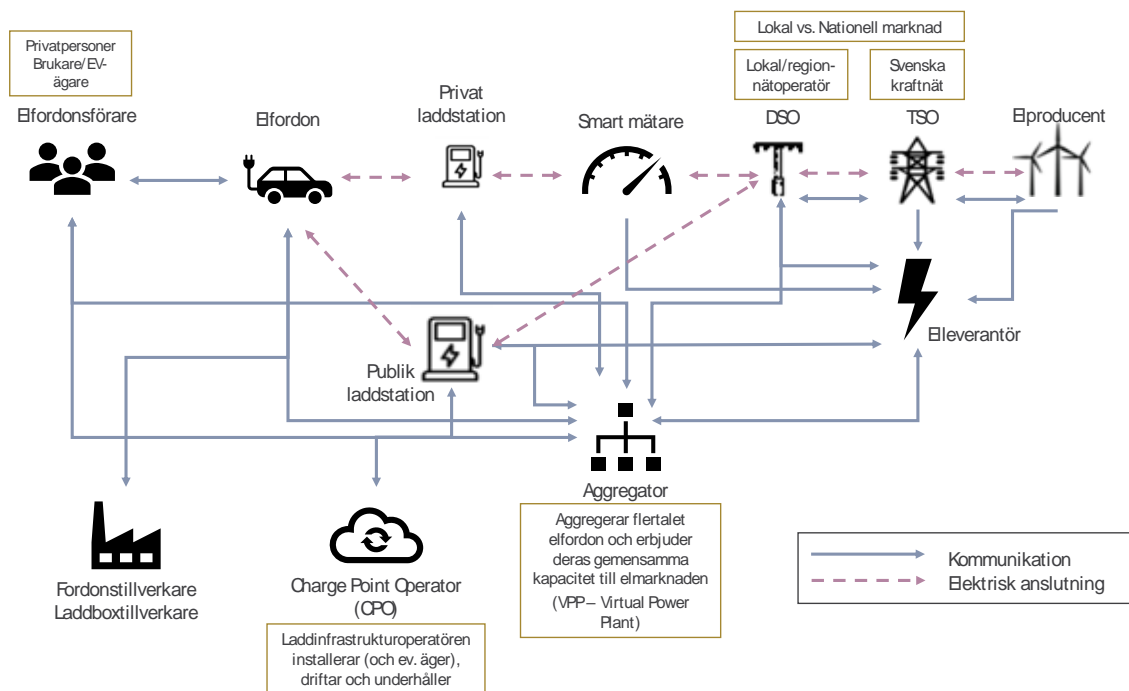 Lokal vs. Nationell marknad
Privatpersoner
Brukare/EV-
ägare
Lokal/region-
nätoperatör
Svenska
kraftnät
Elfordonsförare
Elfordon
Privat
laddstation
Smart mätare
DSO
TSO
Elproducent
Elleverantör
Publik
laddstation
Aggregator
Aggregerar flertalet
elfordon och erbjuder
deras gemensamma
kapacitet till elmarknaden
(VPP – Virtual Power
Plant)
Fordonstillverkare
Laddboxtillverkare
Charge Point Operator
(CPO)
Laddinfrastrukturoperatören
installerar (och ev. äger),
driftar och underhåller
Kommunikation
Elektrisk anslutning